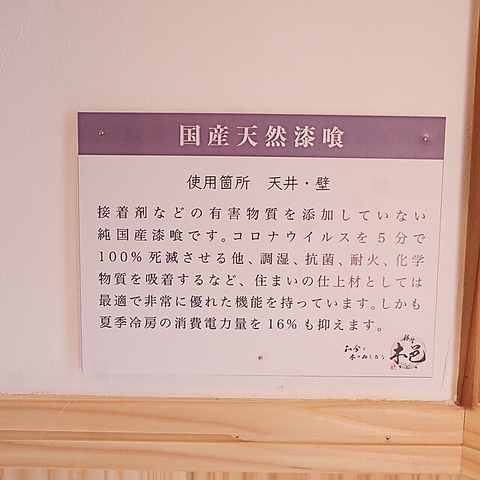 国産天然漆喰
使用箇所　天井・壁
接着剤などの有害物質を添加していない
純国産漆喰です。コロナウイルスを5分で
100%死滅させる他、調湿、抗菌、耐火、化学
物質を吸着するなど、住まいの仕上材としては
最適で非常に優れた機能を持っています。しかも
夏季冷房の消費電力量を16%も抑えます。
木邑